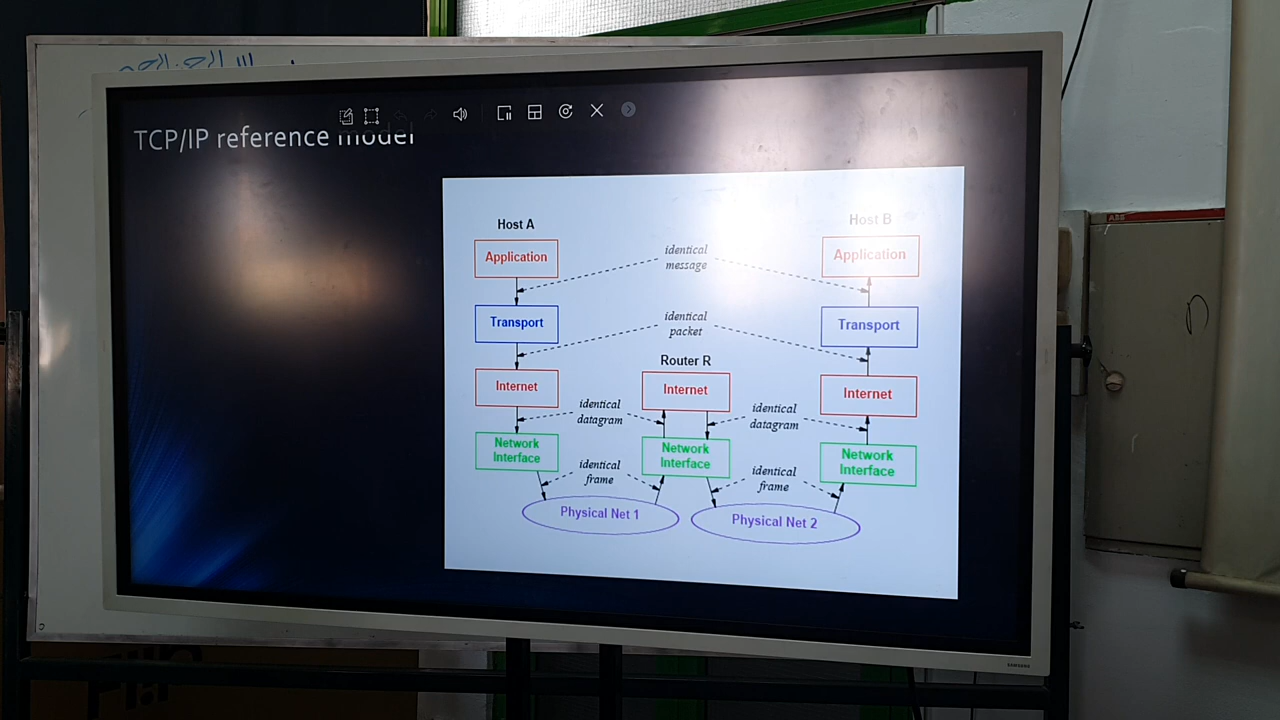 TCP/IP reference model
Host A
Host B
Application
identical
message
Application
Transport
identical
packet
Transport
Router R
Internet
Internet
Internet
identical
datagram
identical
datagram
Network
Interface
Network
Interface
Network
Interface
identical
frame
identical
frame
Physical Net 1
Physical Net 2
ABB
SAMSUNG